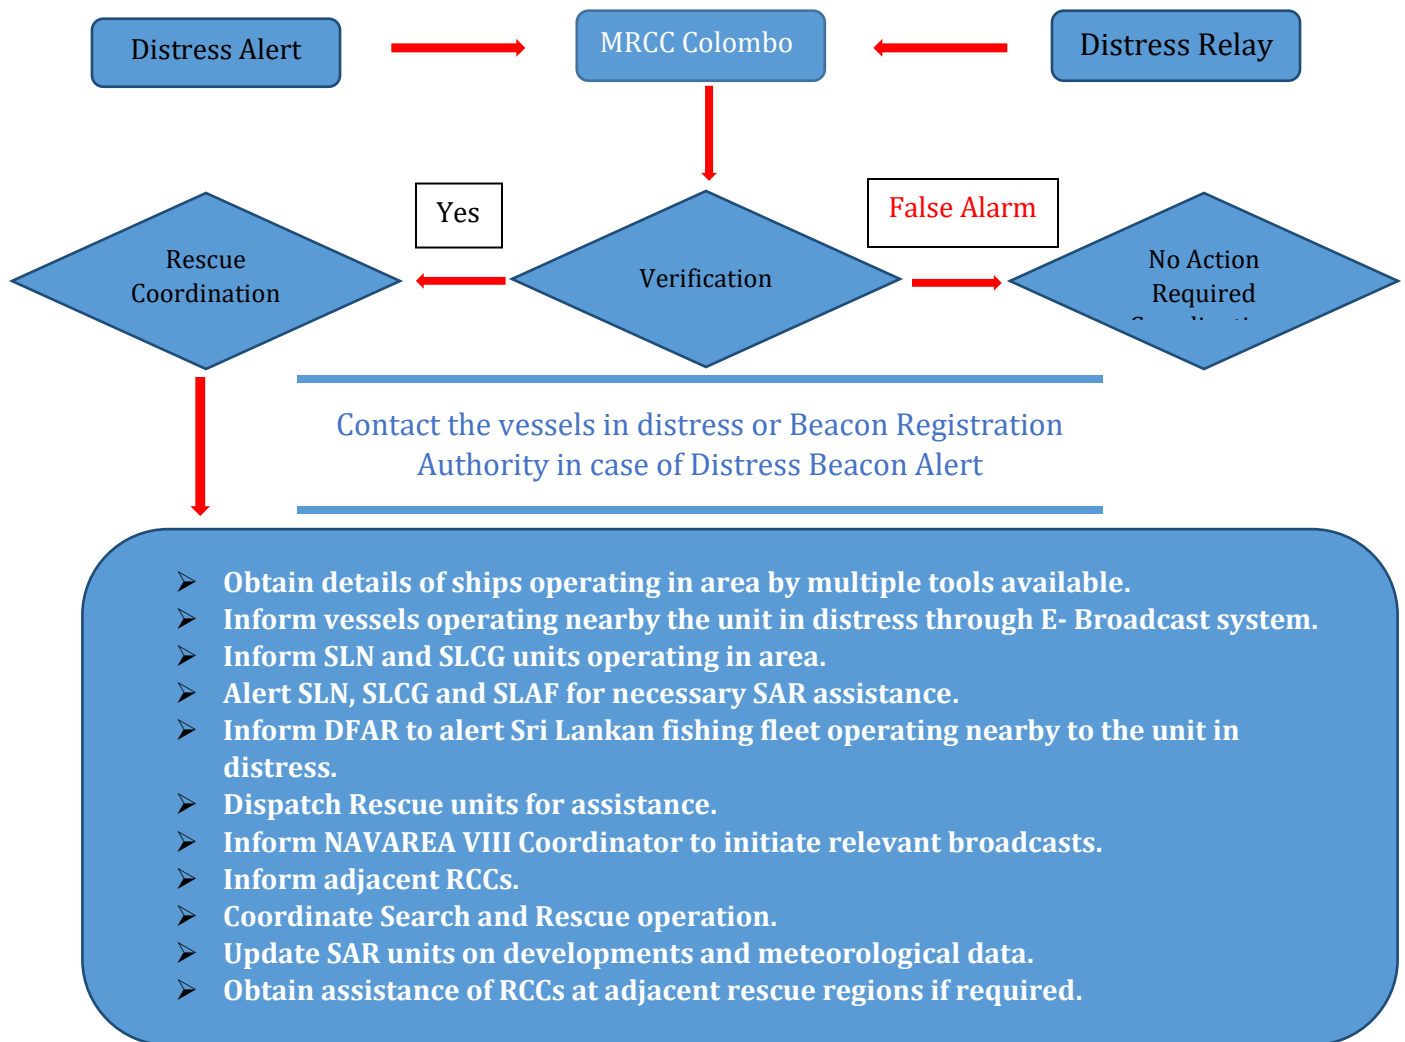 Distress Alert
MRCC Colombo
Distress Relay
Yes
False Alarm
Rescue
Coordination
Verification
No Action
Required
Contact the vessels in distress or Beacon Registration
Authority in case of Distress Beacon Alert
➢ Obtain details of ships operating in area by multiple tools available.
➢ Inform vessels operating nearby the unit in distress through E- Broadcast system.
➢ Inform SLN and SLCG units operating in area.
➢ Alert SLN, SLCG and SLAF for necessary SAR assistance.
➢ Inform DFAR to alert Sri Lankan fishing fleet operating nearby to the unit in
distress.
➢ Dispatch Rescue units for assistance.
➢ Inform NAVAREA VIII Coordinator to initiate relevant broadcasts.
➢ Inform adjacent RCCs.
➢ Coordinate Search and Rescue operation.
➢ Update SAR units on developments and meteorological data.
➢ Obtain assistance of RCCs at adjacent rescue regions if required.